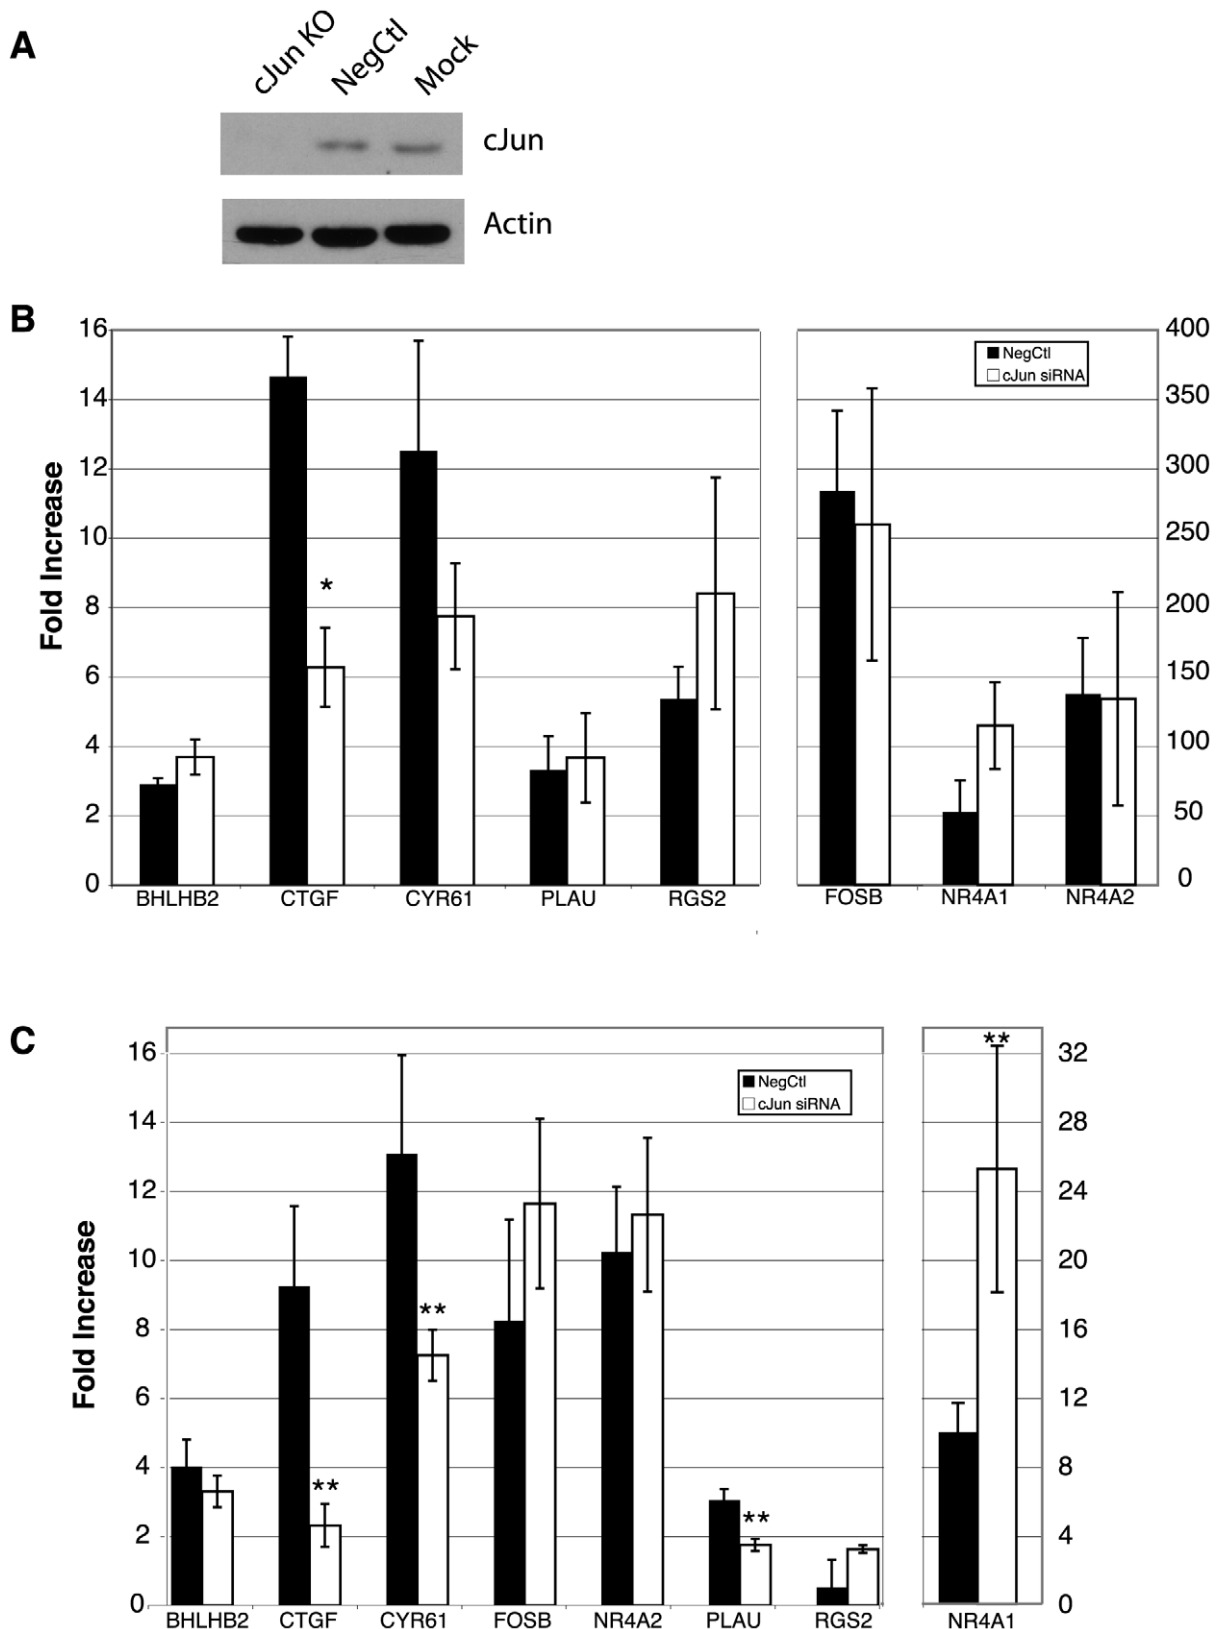 A
cJun KO
NegCtl
Mock
cJun
Actin
B
Fold Increase
16
14
12
10
8
6
4
2
0
*
BHLHB2 CTGF CYR61 PLAU RGS2
NegCtl
cJun siRNA
400
350
300
250
200
150
100
50
0
FOSB NR4A1 NR4A2
C
Fold Increase
16
14
12
10
8
6
4
2
0
**
**
**
NegCtl
cJun siRNA
BHLHB2 CTGF CYR61 FOSB NR4A2 PLAU RGS2
**
32
28
24
20
16
12
8
4
0
NR4A1